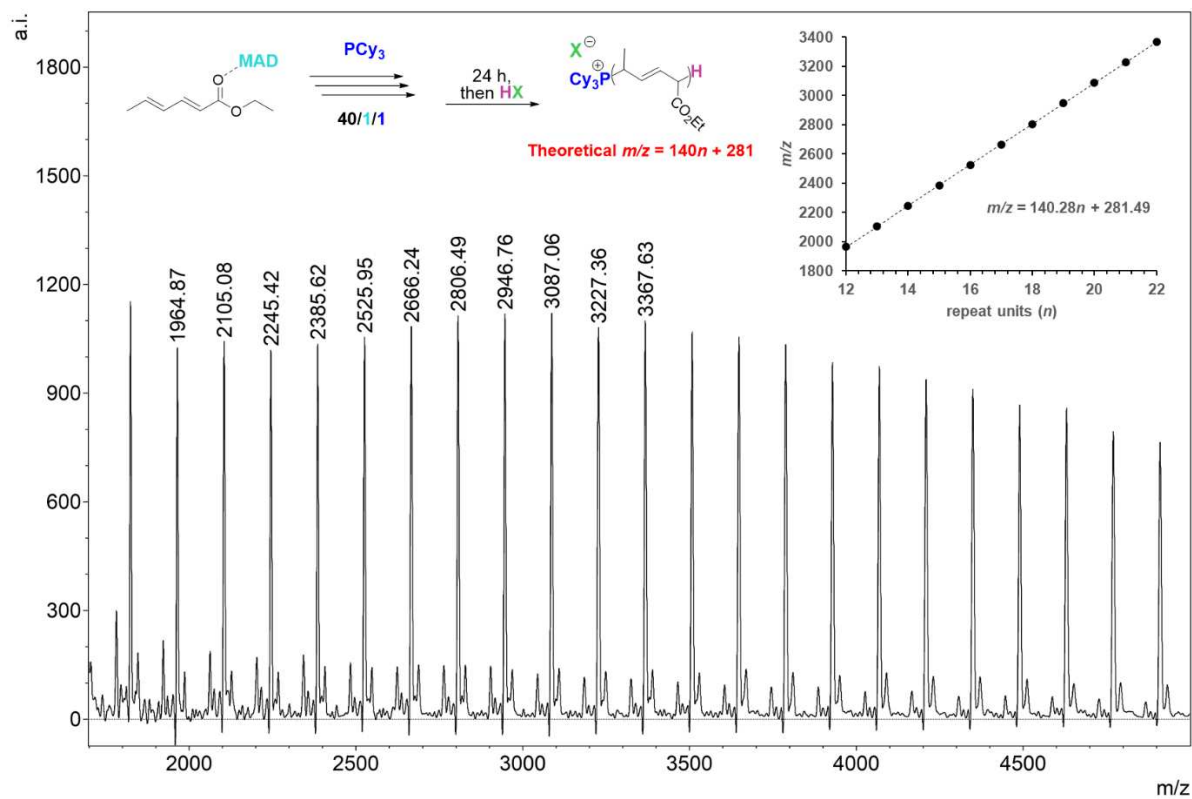 a.i.
1800
1500
1200
900
600
300
0
MAD
O
O
PCy₃
40/1/1
24 h,
then HX
X⊖
⊕
Cy₃P
H
CO₂Et
Theoretical m/z = 140n + 281
3400
3200
3000
2800
2600
2400
2200
2000
1800
m/z
m/z = 140.28n + 281.49
12 14 16 18 20 22
repeat units (n)
1964.87
2105.08
2245.42
2385.62
2525.95
2666.24
2806.49
2946.76
3087.06
3227.36
3367.63
2000 2500 3000 3500 4000 4500
m/z